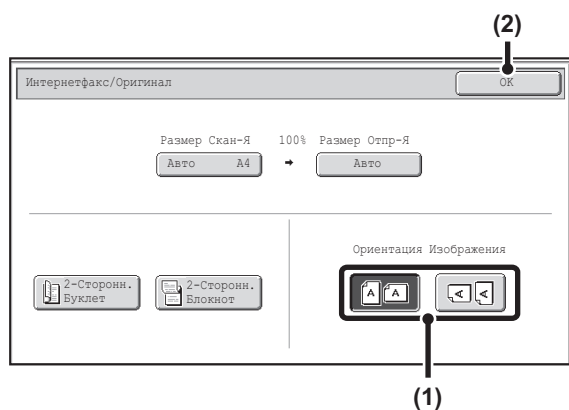 (2)
Интернетфакс/Оригинал
OK
Размер Скан-Я 100% Размер Отпр-Я
Авто A4 Авто
Ориентация Изображения
2-Сторонн.
Буклет
2-Сторонн.
Блокнот
A A A A
(1)